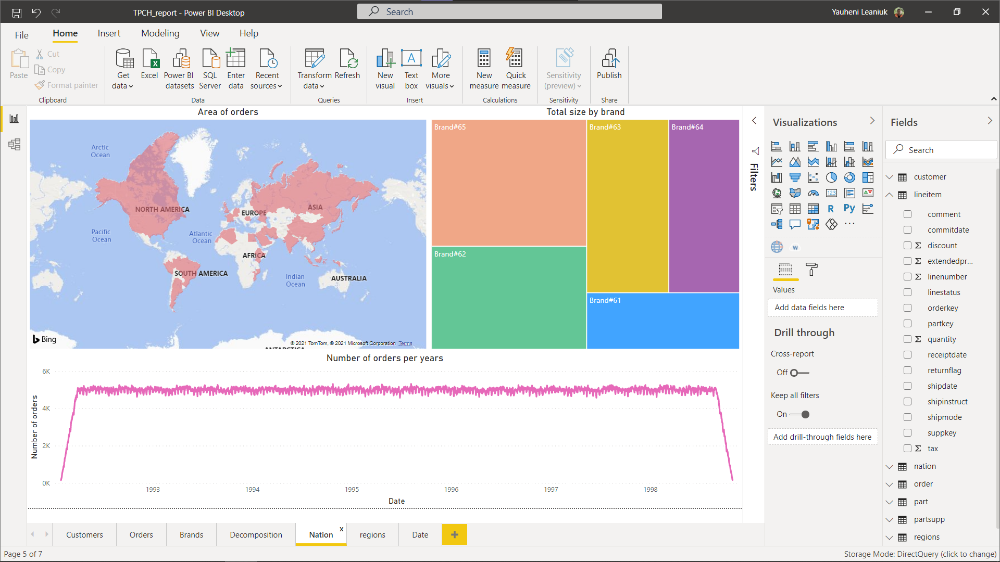 TPCH_report - Power BI Desktop
Search
Yauheni Leaniuk
File
Home
Insert
Modeling
View
Help
Paste
Cut
Copy
Format painter
Clipboard
Get data
Excel
Power BI datasets
SQL Server
Enter data
Recent sources
Data
Transform data
Refresh
Queries
New visual
Text box
More visuals
Insert
New measure
Quick measure
Calculations
Sensitivity (preview)
Sensitivity
Publish
Share
Area of orders
Arctic Ocean
NORTH AMERICA
EUROPE
ASIA
Pacific Ocean
Atlantic Ocean
AFRICA
SOUTH AMERICA
Indian Ocean
AUSTRALIA
Bing
© 2021 TomTom, © 2021 Microsoft Corporation Terms
ANTARCTICA
Total size by brand
Brand#65
Brand#63
Brand#64
Brand#62
Brand#61
Number of orders per years
Number of orders
6K
4K
2K
0K
1993
1994
1995
1996
1997
1998
Date
Filters
Visualizations
123
R
Py
...
W
Values
Add data fields here
Drill through
Cross-report
Off
Keep all filters
On
Add drill-through fields here
Fields
Search
customer
lineitem
comment
commitdate
Σ discount
Σ extendedpr...
Σ linenumber
linestatus
orderkey
partkey
Σ quantity
receiptdate
returnflag
shipdate
shipinstruct
shipmode
suppkey
Σ tax
nation
order
part
partsupp
regions
Customers
Orders
Brands
Decomposition
Nation
x
regions
Date
+
Page 5 of 7
Storage Mode: DirectQuery (click to change)